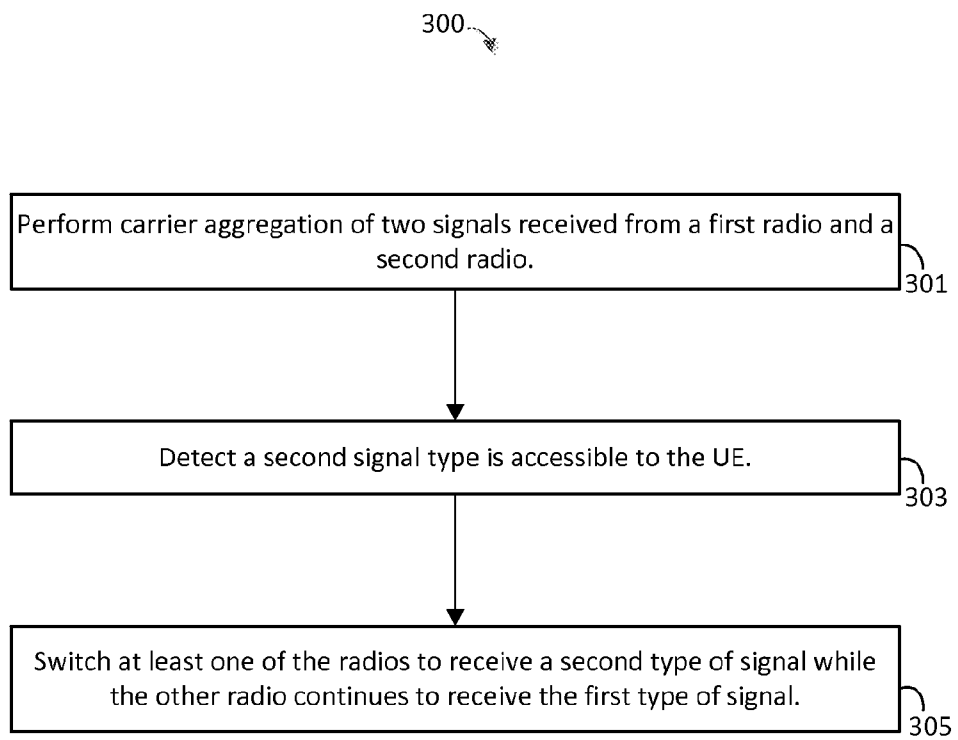 300
Perform carrier aggregation of two signals received from a first radio and a
second radio.
301
Detect a second signal type is accessible to the UE.
303
Switch at least one of the radios to receive a second type of signal while
the other radio continues to receive the first type of signal.
305